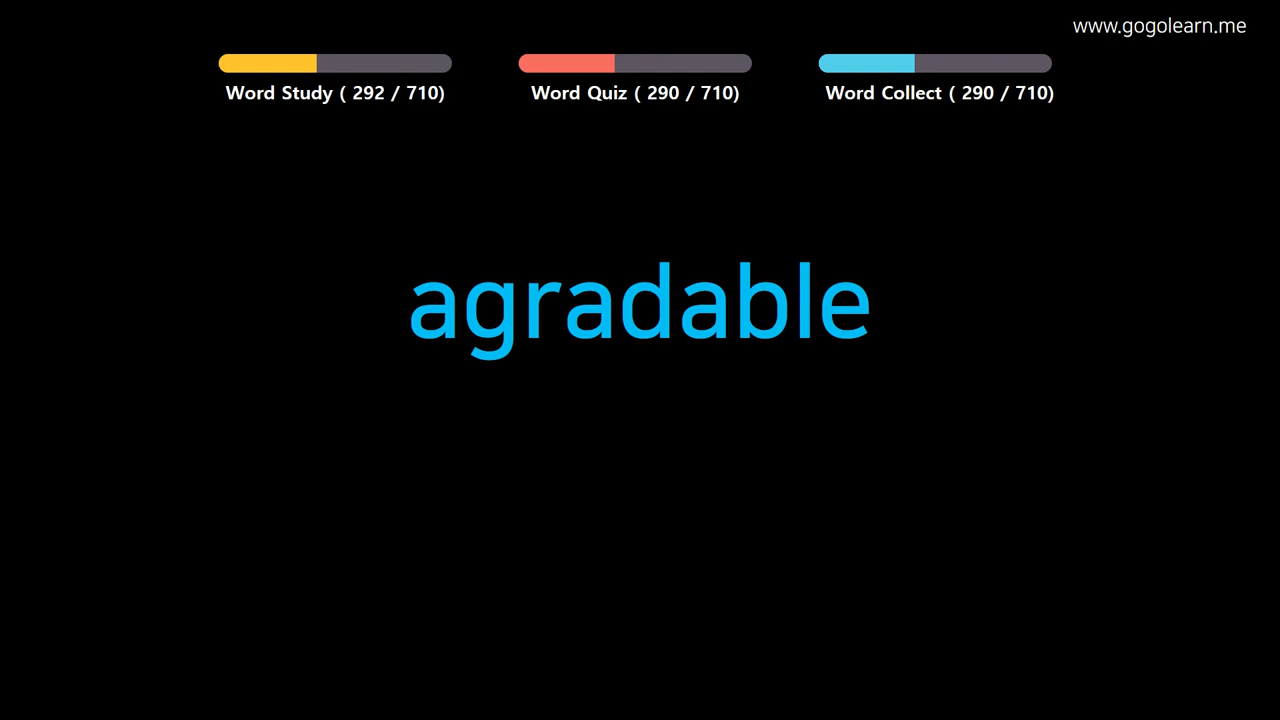 www.gogolearn.me
Word Study ( 292 / 710)
Word Quiz ( 290 / 710)
Word Collect ( 290 / 710)
agradable